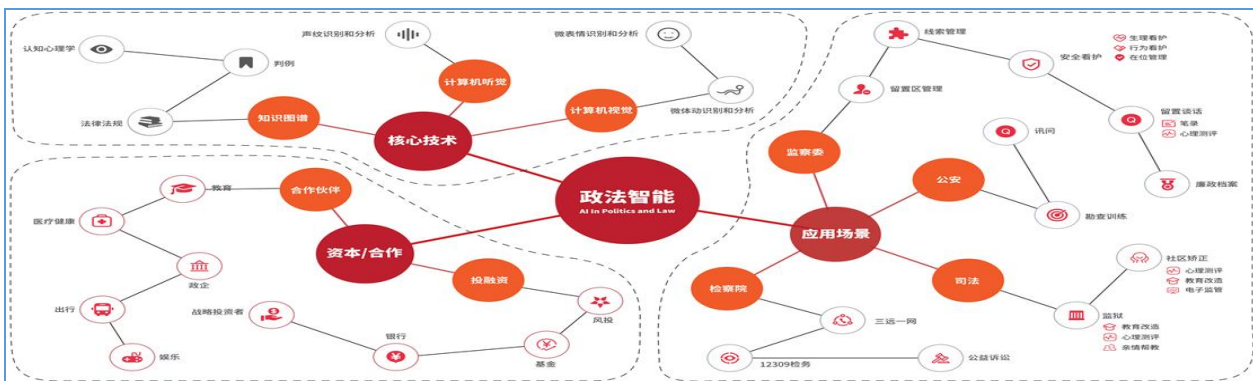 认知心理学
判例
法律法规
知识图谱
声纹识别和分析
计算机听觉
微表情识别和分析
计算机视觉
微体动识别和分析
核心技术
政法智能
AI In Politics and Law
教育
合作伙伴
医疗健康
政企
出行
娱乐
资本/合作
投融资
战略投资者
银行
基金
风投
应用场景
监察委
留置区管理
线索管理
安全看护
生理看护
行为看护
在位管理
留置谈话
笔录
心理测评
廉政档案
公安
讯问
勘查训练
检察院
三远一网
12309检务
公益诉讼
司法
社区矫正
心理测评
教育改造
电子监管
监狱
教育改造
心理测评
亲情帮教